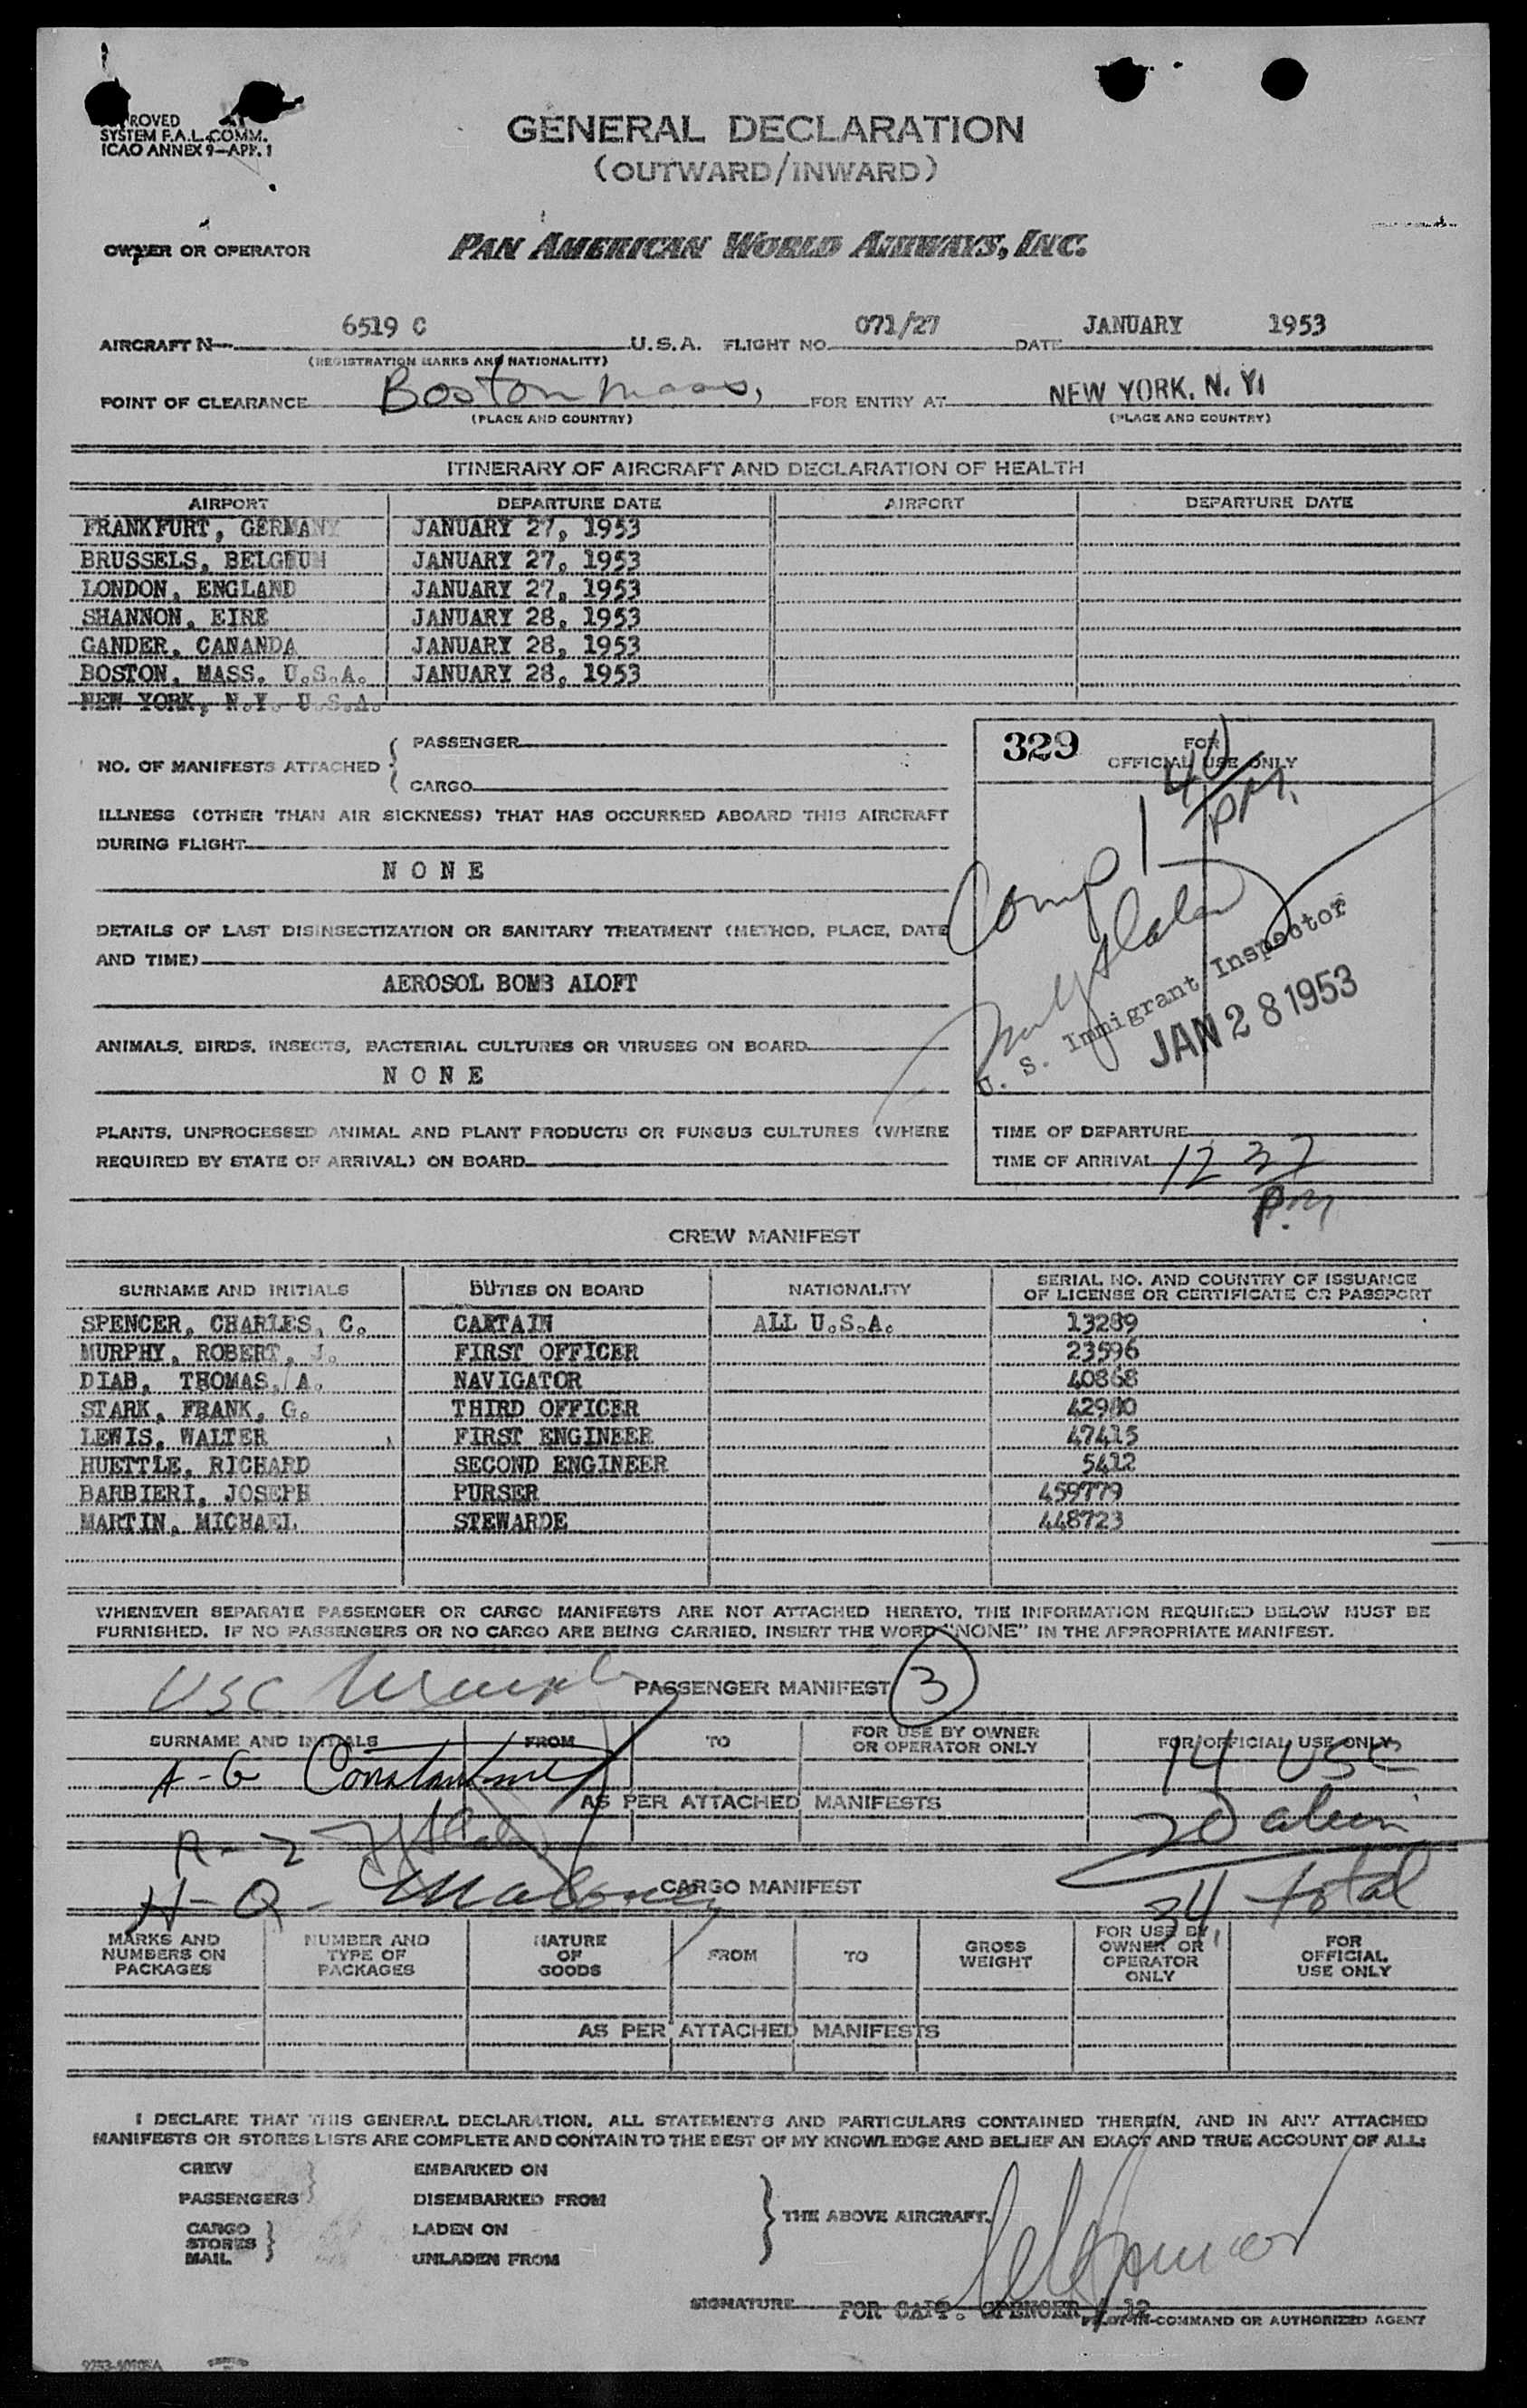 ROVED
SYSTEM F.A.L. COMM.
ICAO ANNEX 9—APP. 1
GENERAL DECLARATION
(OUTWARD/INWARD)
OWNER OR OPERATOR PAN AMERICAN WORLD AIRWAYS, INC.
AIRCRAFT N— 6519 C U.S.A. FLIGHT NO. 071/27 DATE JANUARY 1953
(REGISTRATION MARKS AND NATIONALITY)
POINT OF CLEARANCE Boston Mass, FOR ENTRY AT NEW YORK, N. Y.
(PLACE AND COUNTRY) (PLACE AND COUNTRY)
ITINERARY OF AIRCRAFT AND DECLARATION OF HEALTH
AIRPORT DEPARTURE DATE AIRPORT DEPARTURE DATE
FRANKFURT, GERMANY JANUARY 27, 1953
BRUSSELS, BELGIUM JANUARY 27, 1953
LONDON, ENGLAND JANUARY 27, 1953
SHANNON, EIRE JANUARY 28, 1953
GANDER, CANANDA JANUARY 28, 1953
BOSTON, MASS. U.S.A. JANUARY 28, 1953
NEW YORK, N.Y. U.S.A.
NO. OF MANIFESTS ATTACHED { PASSENGER
CARGO
ILLNESS (OTHER THAN AIR SICKNESS) THAT HAS OCCURRED ABOARD THIS AIRCRAFT
DURING FLIGHT
N O N E
DETAILS OF LAST DISINSECTIZATION OR SANITARY TREATMENT (METHOD, PLACE, DATE
AND TIME)
AEROSOL BOMB ALOFT
ANIMALS, BIRDS, INSECTS, BACTERIAL CULTURES OR VIRUSES ON BOARD
N O N E
PLANTS, UNPROCESSED ANIMAL AND PLANT PRODUCTS OR FUNGUS CULTURES (WHERE
REQUIRED BY STATE OF ARRIVAL) ON BOARD
329 FOR
OFFICIAL USE ONLY
Comp 1 40 PM.
U. S. Immigrant Inspector
JAN 28 1953
TIME OF DEPARTURE
TIME OF ARRIVAL 12 37
P.M
CREW MANIFEST
SURNAME AND INITIALS DUTIES ON BOARD NATIONALITY SERIAL NO. AND COUNTRY OF ISSUANCE
OF LICENSE OR CERTIFICATE OR PASSPORT
SPENCER, CHARLES, C. CAPTAIN ALL U.S.A. 13289
MURPHY, ROBERT, J. FIRST OFFICER 23596
DIAB, THOMAS, A. NAVIGATOR 40868
STARK, FRANK, G. THIRD OFFICER 42980
LEWIS, WALTER FIRST ENGINEER 47415
HUETTLE, RICHARD SECOND ENGINEER 5412
BARBIERI, JOSEPH PURSER 459779
MARTIN, MICHAEL STEWARDE 448723
WHENEVER SEPARATE PASSENGER OR CARGO MANIFESTS ARE NOT ATTACHED HERETO, THE INFORMATION REQUIRED BELOW MUST BE
FURNISHED. IF NO PASSENGERS OR NO CARGO ARE BEING CARRIED, INSERT THE WORD "NONE" IN THE APPROPRIATE MANIFEST.
USC PASSENGER MANIFEST 3
SURNAME AND INITIALS FROM TO FOR USE BY OWNER
OR OPERATOR ONLY FOR OFFICIAL USE ONLY
A-G Constantine 14 USC
AS PER ATTACHED MANIFESTS
R-Z 20 alien
H-Q- Maloney CARGO MANIFEST 34 total
MARKS AND
NUMBERS ON
PACKAGES NUMBER AND
TYPE OF
PACKAGES NATURE
OF
GOODS FROM TO GROSS
WEIGHT FOR USE BY
OWNER OR
OPERATOR
ONLY FOR
OFFICIAL
USE ONLY
AS PER ATTACHED MANIFESTS
I DECLARE THAT THIS GENERAL DECLARATION, ALL STATEMENTS AND PARTICULARS CONTAINED THEREIN, AND IN ANY ATTACHED
MANIFESTS OR STORES LISTS ARE COMPLETE AND CONTAIN TO THE BEST OF MY KNOWLEDGE AND BELIEF AN EXACT AND TRUE ACCOUNT OF ALL:
CREW EMBARKED ON
PASSENGERS DISEMBARKED FROM
CARGO LADEN ON
STORES
MAIL UNLADEN FROM
THE ABOVE AIRCRAFT.
SIGNATURE FOR CAPT. SPENCER
PILOT-IN-COMMAND OR AUTHORIZED AGENT